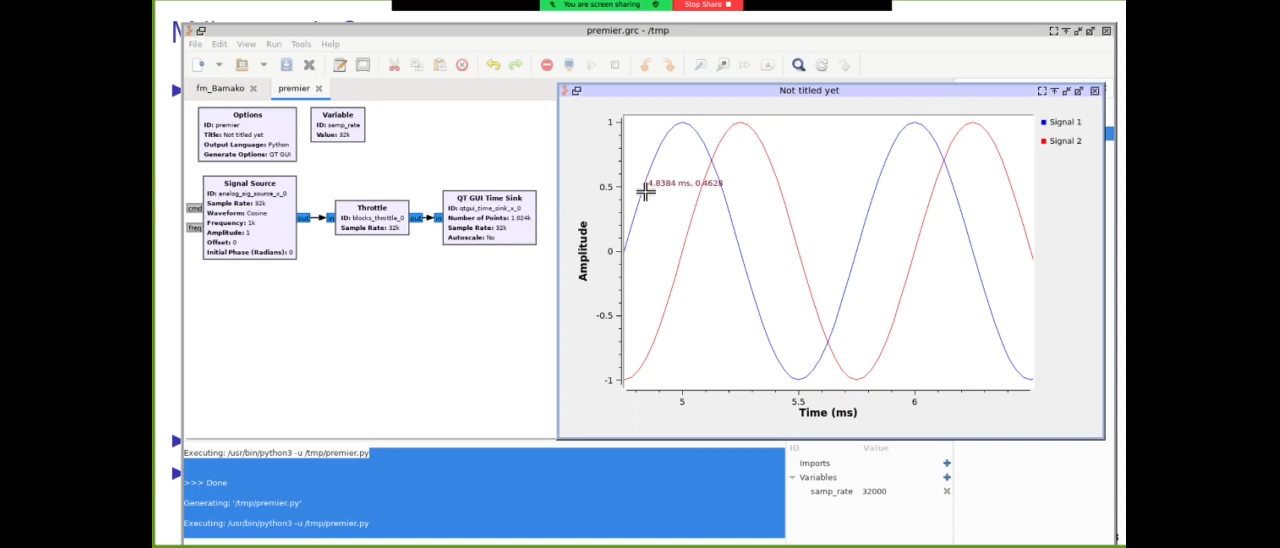 You are screen sharing
Stop Share
premier.grc - /tmp
File Edit View Run Tools Help
fm_Bamako
premier
Options
ID: premier
Title: Not titled yet
Output Language: Python
Generate Options: QT GUI
Variable
ID: samp_rate
Value: 32k
Signal Source
ID: analog_sig_source_x_0
Sample Rate: 32k
Waveform: Cosine
Frequency: 1k
Amplitude: 1
Offset: 0
Initial Phase (Radians): 0
cmd
freq
out
in
Throttle
ID: blocks_throttle_0
Sample Rate: 32k
out
in
QT GUI Time Sink
ID: qtgui_time_sink_x_0
Number of Points: 1.024k
Sample Rate: 32k
Autoscale: No
Not titled yet
Signal 1
Signal 2
4.8384 ms, 0.4628
Amplitude
1
0.5
0
-0.5
-1
5
5.5
6
Time (ms)
Executing: /usr/bin/python3 -u /tmp/premier.py
>>> Done
Generating: '/tmp/premier.py'
Executing: /usr/bin/python3 -u /tmp/premier.py
ID Value
Imports
Variables
samp_rate 32000